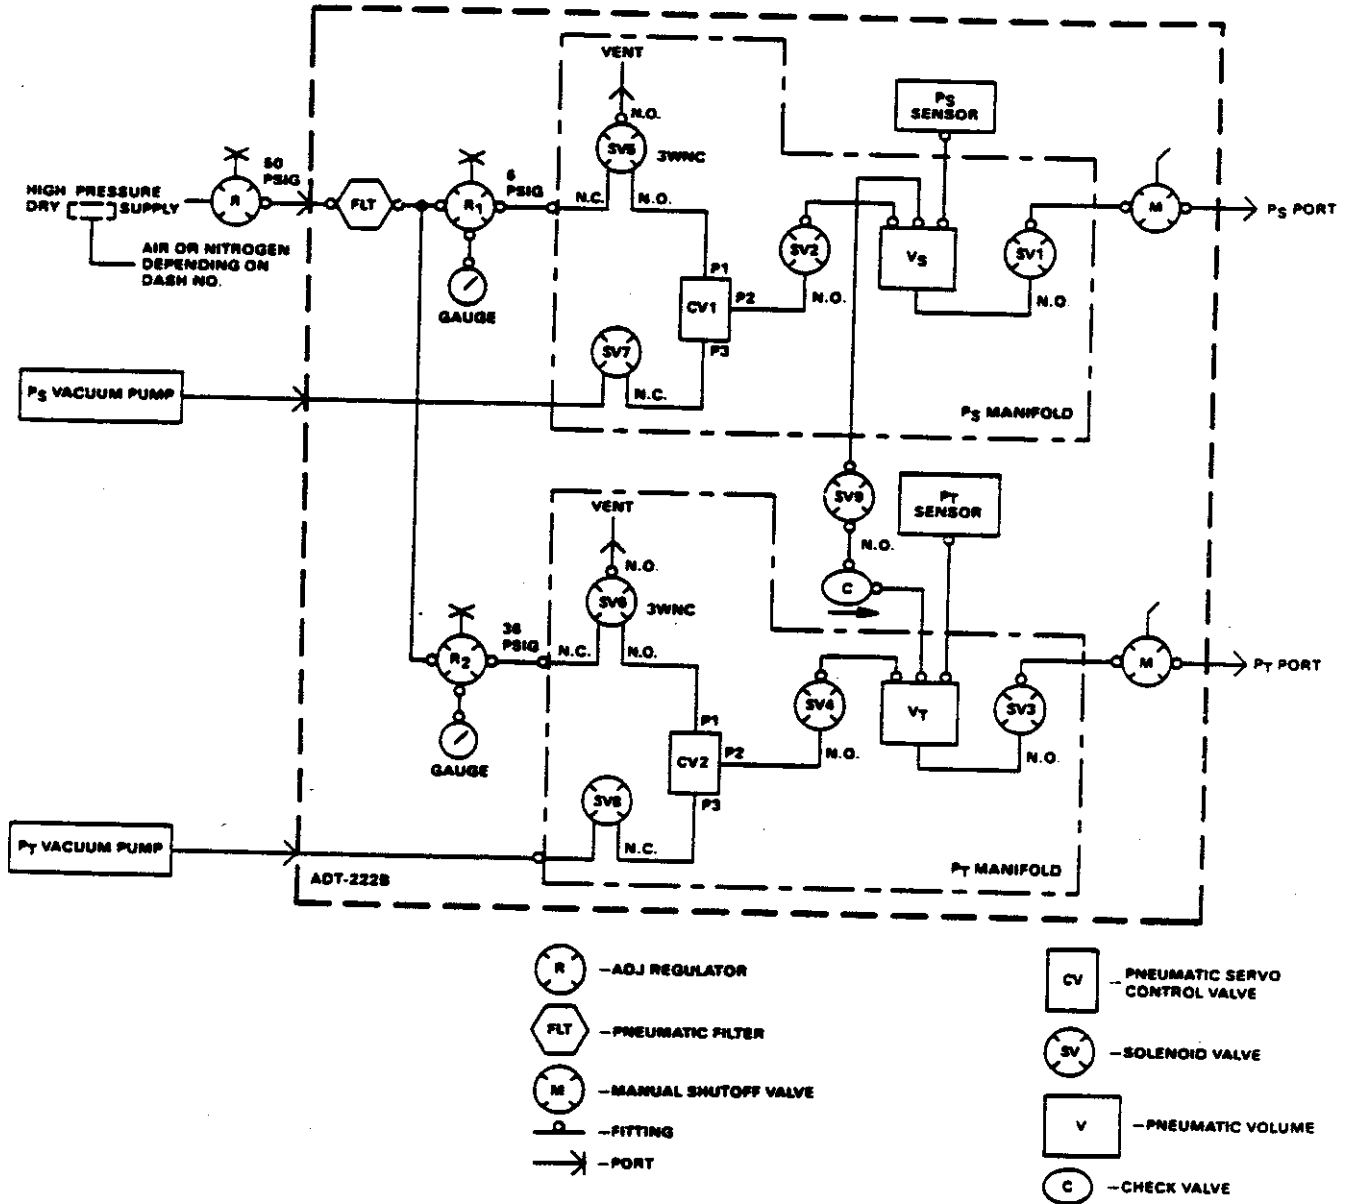 VENT
N.O.
SV5
3WNC
PS SENSOR
HIGH PRESSURE
DRY
SUPPLY
R
50
PSIG
FLT
R1
6
PSIG
N.C.
N.O.
M
PS PORT
AIR OR NITROGEN
DEPENDING ON
DASH NO.
GAUGE
SV2
VS
SV1
P1
CV1
P2
N.O.
N.O
P3
SV7
N.C.
PS VACUUM PUMP
PS MANIFOLD
SV9
PT
SENSOR
VENT
N.O.
N.O.
SV6
3WNC
C
R2
36
PSIG
N.C.
N.O.
M
PT PORT
SV4
VT
SV3
GAUGE
P1
CV2
P2
N.O.
N.O.
P3
SV8
N.C.
PT VACUUM PUMP
PT MANIFOLD
ADT-222B
R
–ADJ REGULATOR
FLT
–PNEUMATIC FILTER
M
–MANUAL SHUTOFF VALVE
–FITTING
–PORT
CV
–PNEUMATIC SERVO
CONTROL VALVE
SV
–SOLENOID VALVE
V
–PNEUMATIC VOLUME
C
–CHECK VALVE